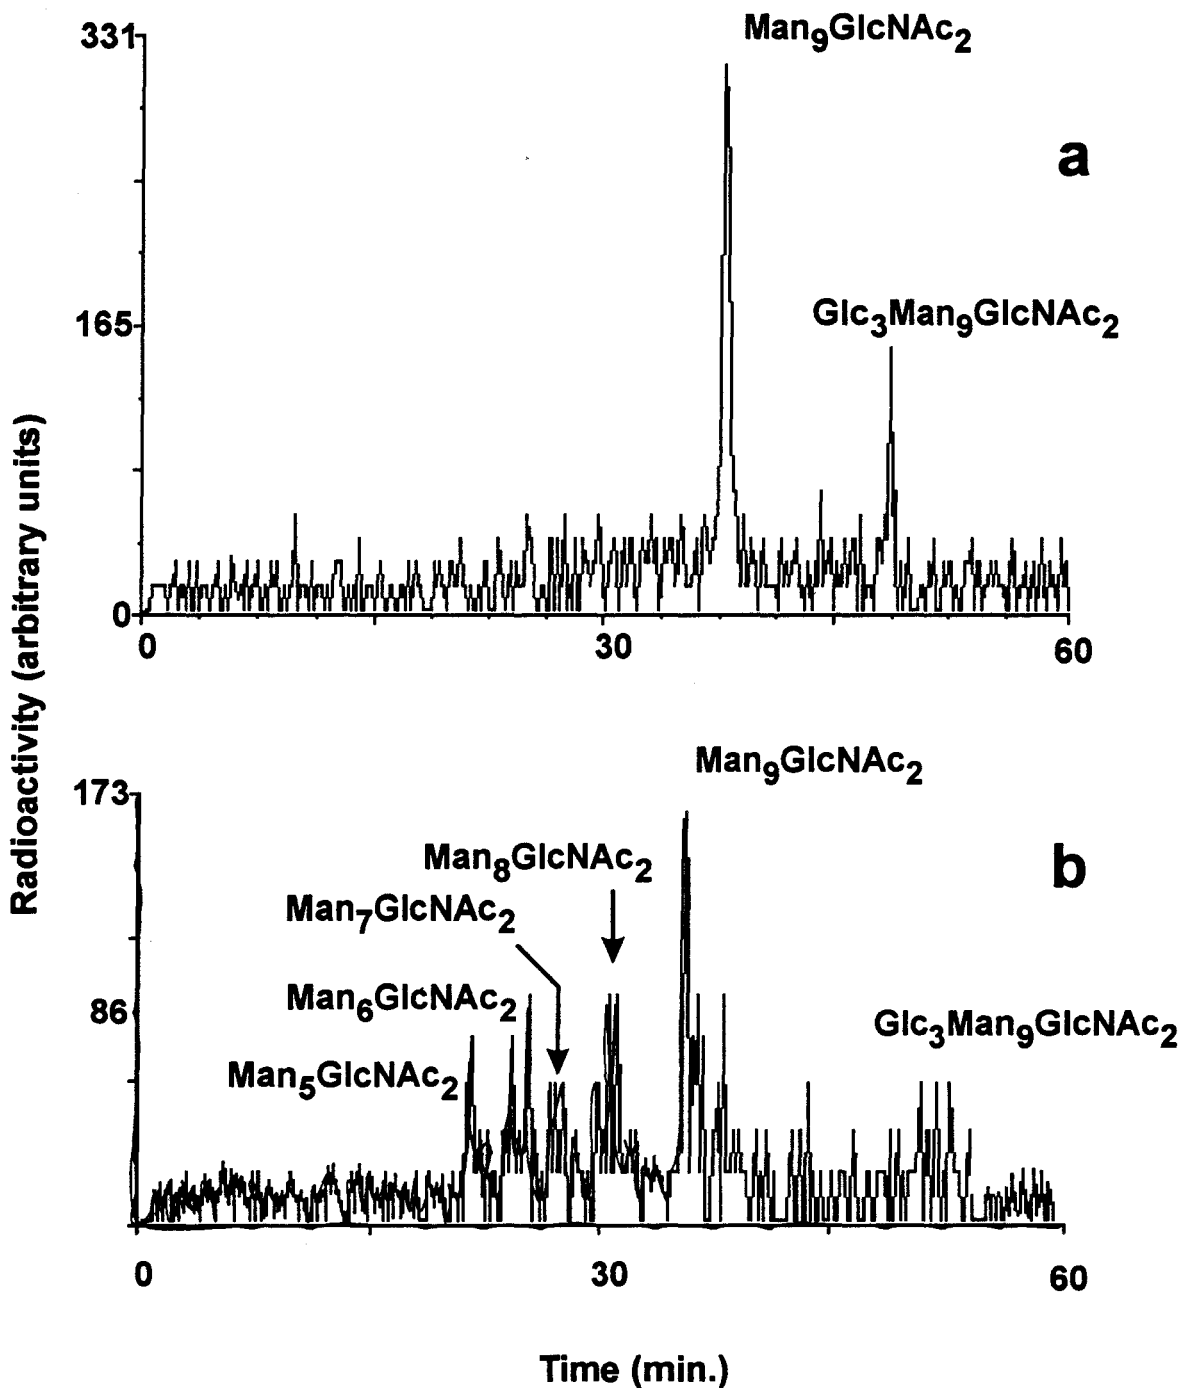 331
Man₉GlcNAc₂
a
165
Glc₃Man₉GlcNAc₂
0
0
30
60
Radioactivity (arbitrary units)
173
Man₉GlcNAc₂
Man₈GlcNAc₂
b
Man₇GlcNAc₂
Man₆GlcNAc₂
86
Glc₃Man₉GlcNAc₂
Man₅GlcNAc₂
0
30
60
Time (min.)